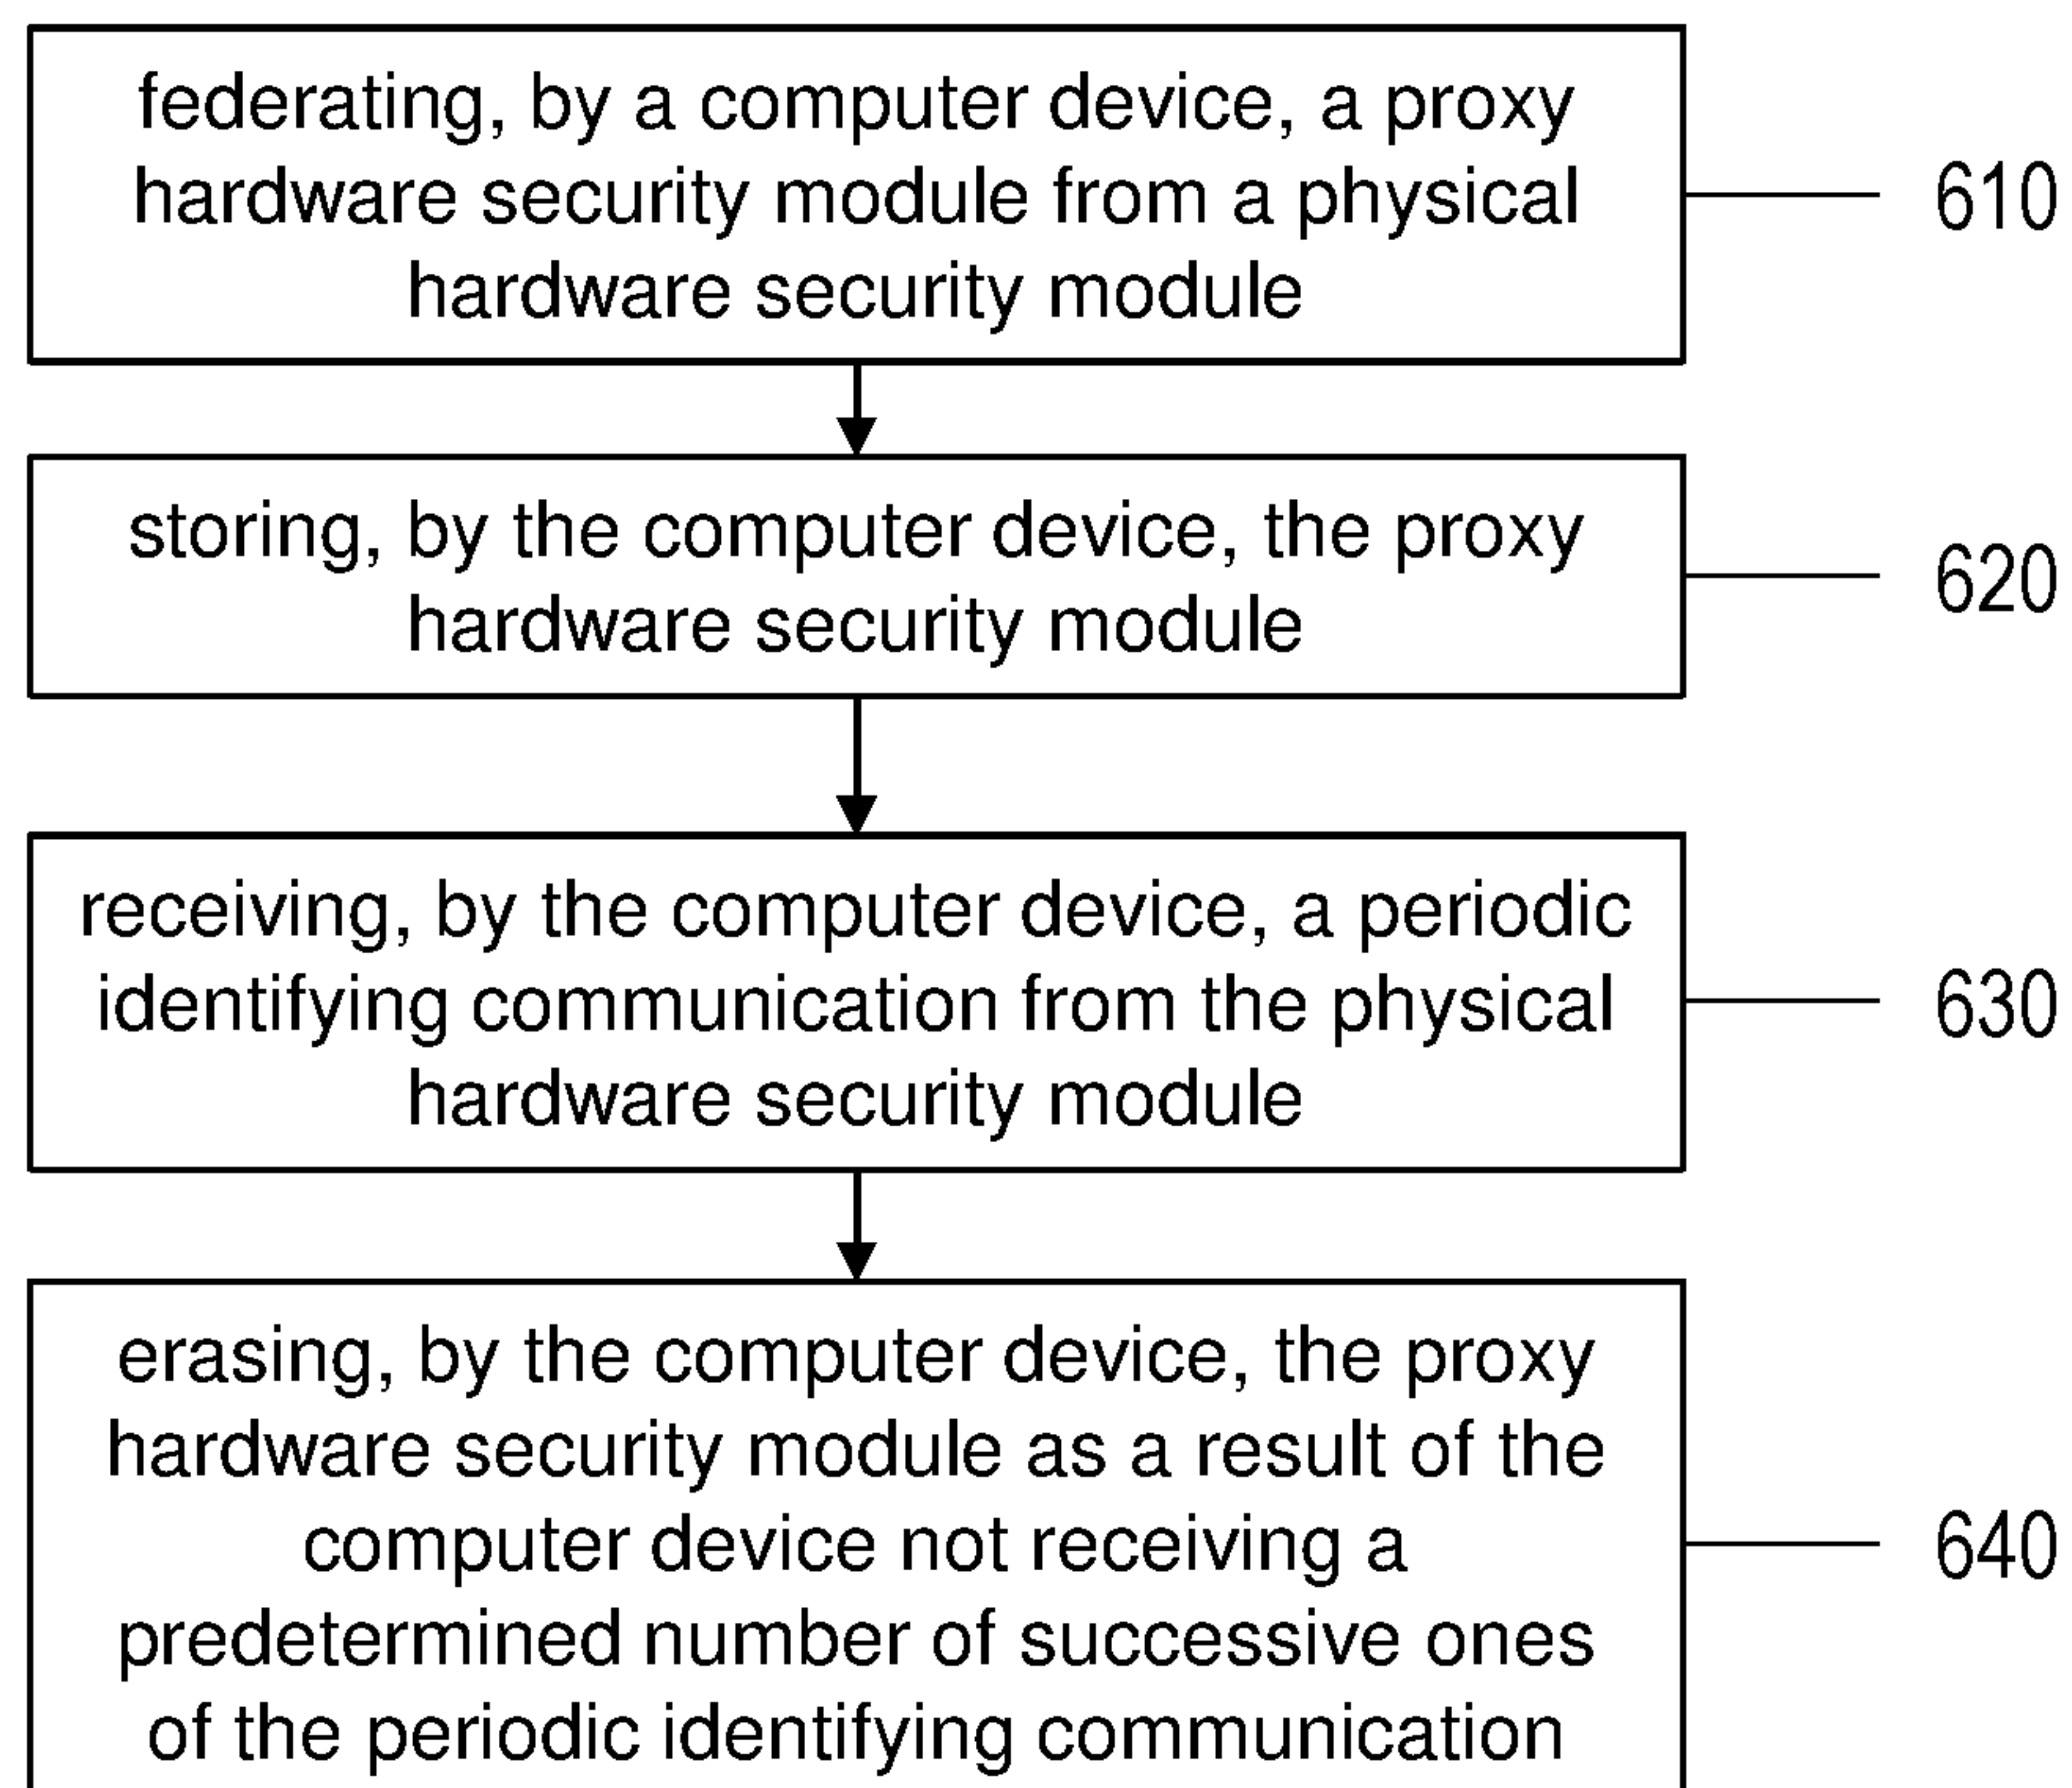 federating, by a computer device, a proxy
hardware security module from a physical
hardware security module
610
storing, by the computer device, the proxy
hardware security module
620
receiving, by the computer device, a periodic
identifying communication from the physical
hardware security module
630
erasing, by the computer device, the proxy
hardware security module as a result of the
computer device not receiving a
predetermined number of successive ones
of the periodic identifying communication
640